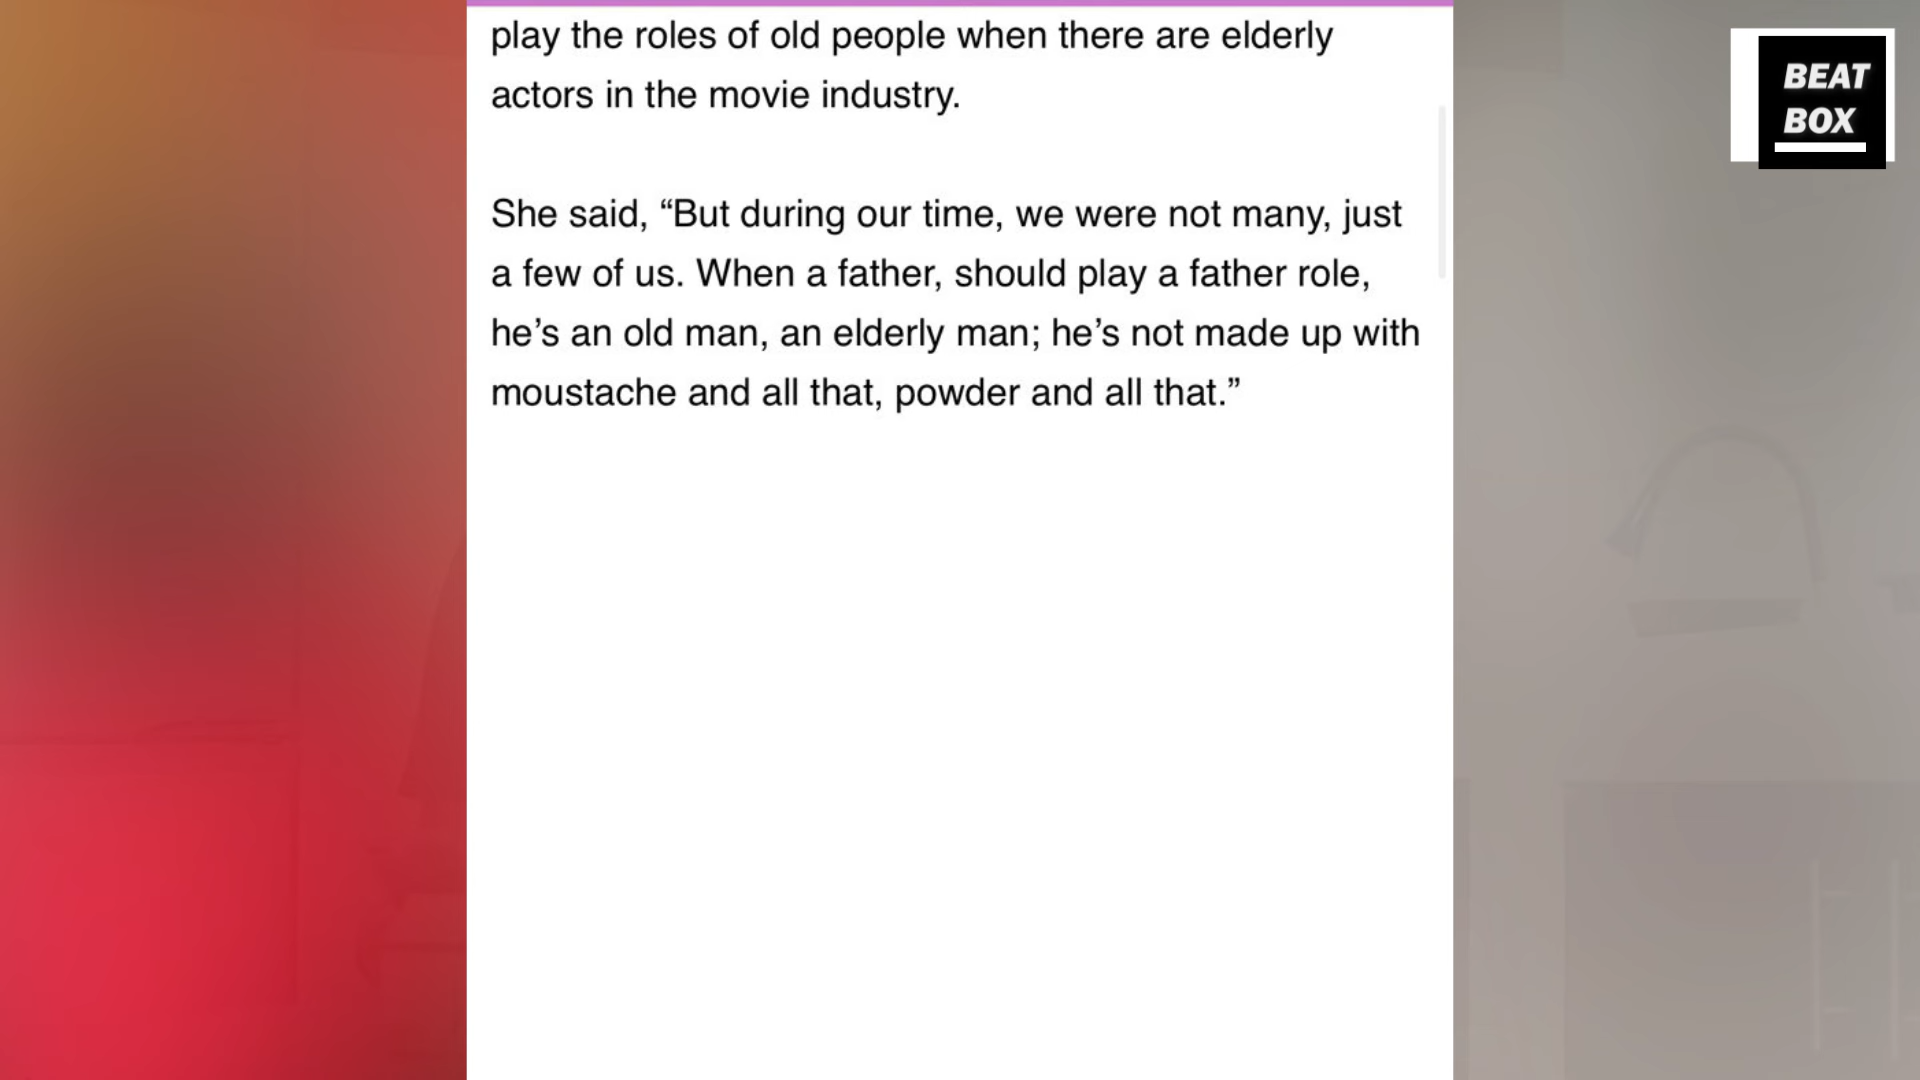 play the roles of old people when there are elderly
actors in the movie industry.
She said, “But during our time, we were not many, just
a few of us. When a father, should play a father role,
he’s an old man, an elderly man; he’s not made up with
moustache and all that, powder and all that.”
BEAT
BOX